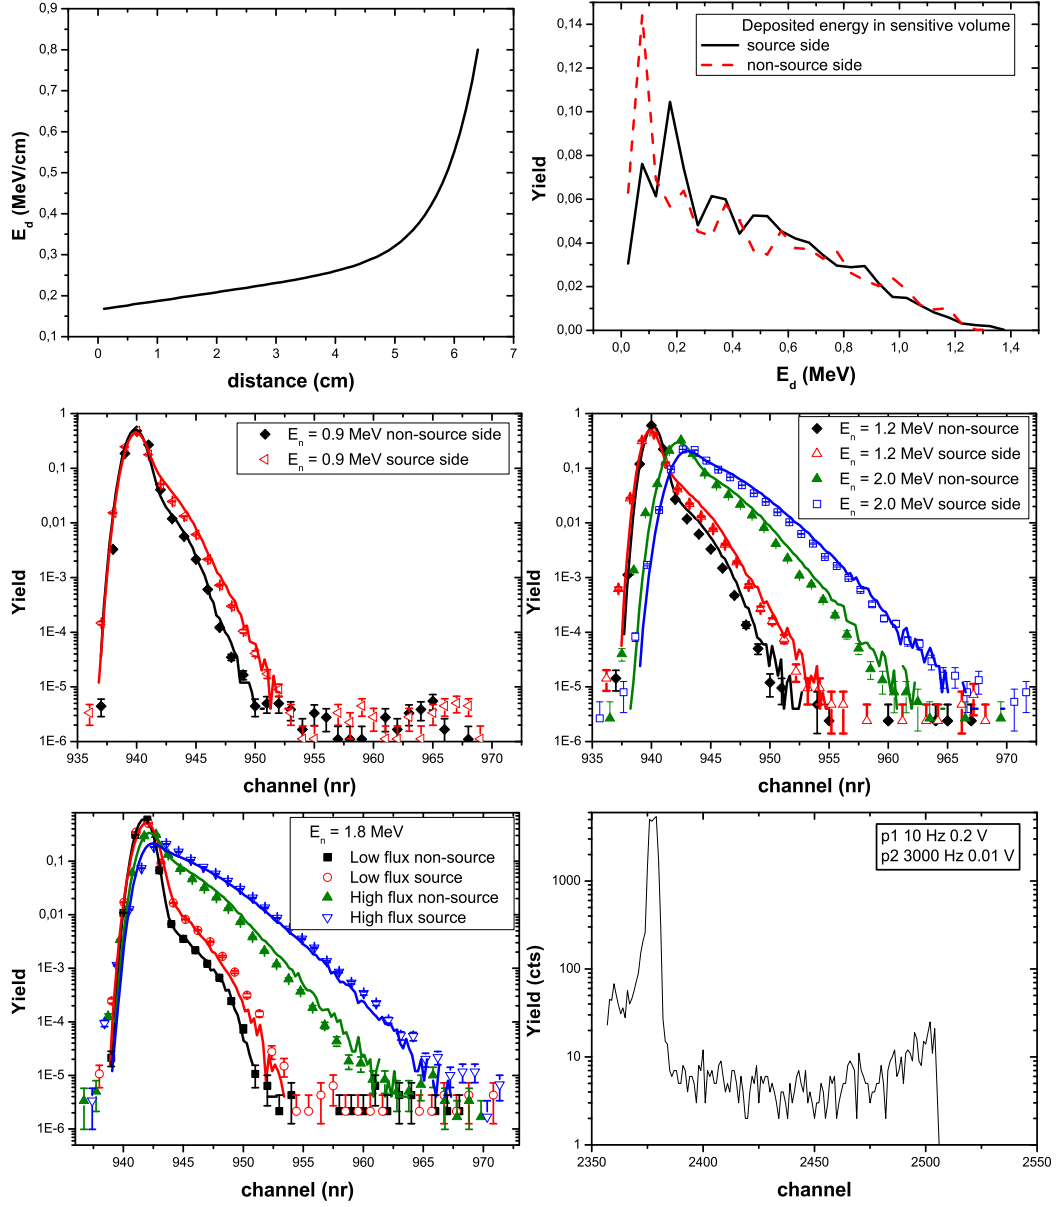 0,9
0,8
0,7
0,6
0,5
0,4
0,3
0,2
0,1
E_d (MeV/cm)
0 1 2 3 4 5 6 7
distance (cm)
0,14
0,12
0,10
0,08
0,06
0,04
0,02
0,00
Yield
Deposited energy in sensitive volume
source side
non-source side
0,0 0,2 0,4 0,6 0,8 1,0 1,2 1,4
E_d (MeV)
1
0,1
0,01
1E-3
1E-4
1E-5
1E-6
Yield
E_n = 0.9 MeV non-source side
E_n = 0.9 MeV source side
935 940 945 950 955 960 965 970
channel (nr)
1
0,1
0,01
1E-3
1E-4
1E-5
1E-6
Yield
E_n = 1.2 MeV non-source
E_n = 1.2 MeV source side
E_n = 2.0 MeV non-source
E_n = 2.0 MeV source side
935 940 945 950 955 960 965 970
channel (nr)
0,1
0,01
1E-3
1E-4
1E-5
1E-6
Yield
E_n = 1.8 MeV
Low flux non-source
Low flux source
High flux non-source
High flux source
940 945 950 955 960 965 970
channel (nr)
1000
100
10
1
Yield (cts)
p1 10 Hz 0.2 V
p2 3000 Hz 0.01 V
2350 2400 2450 2500 2550
channel